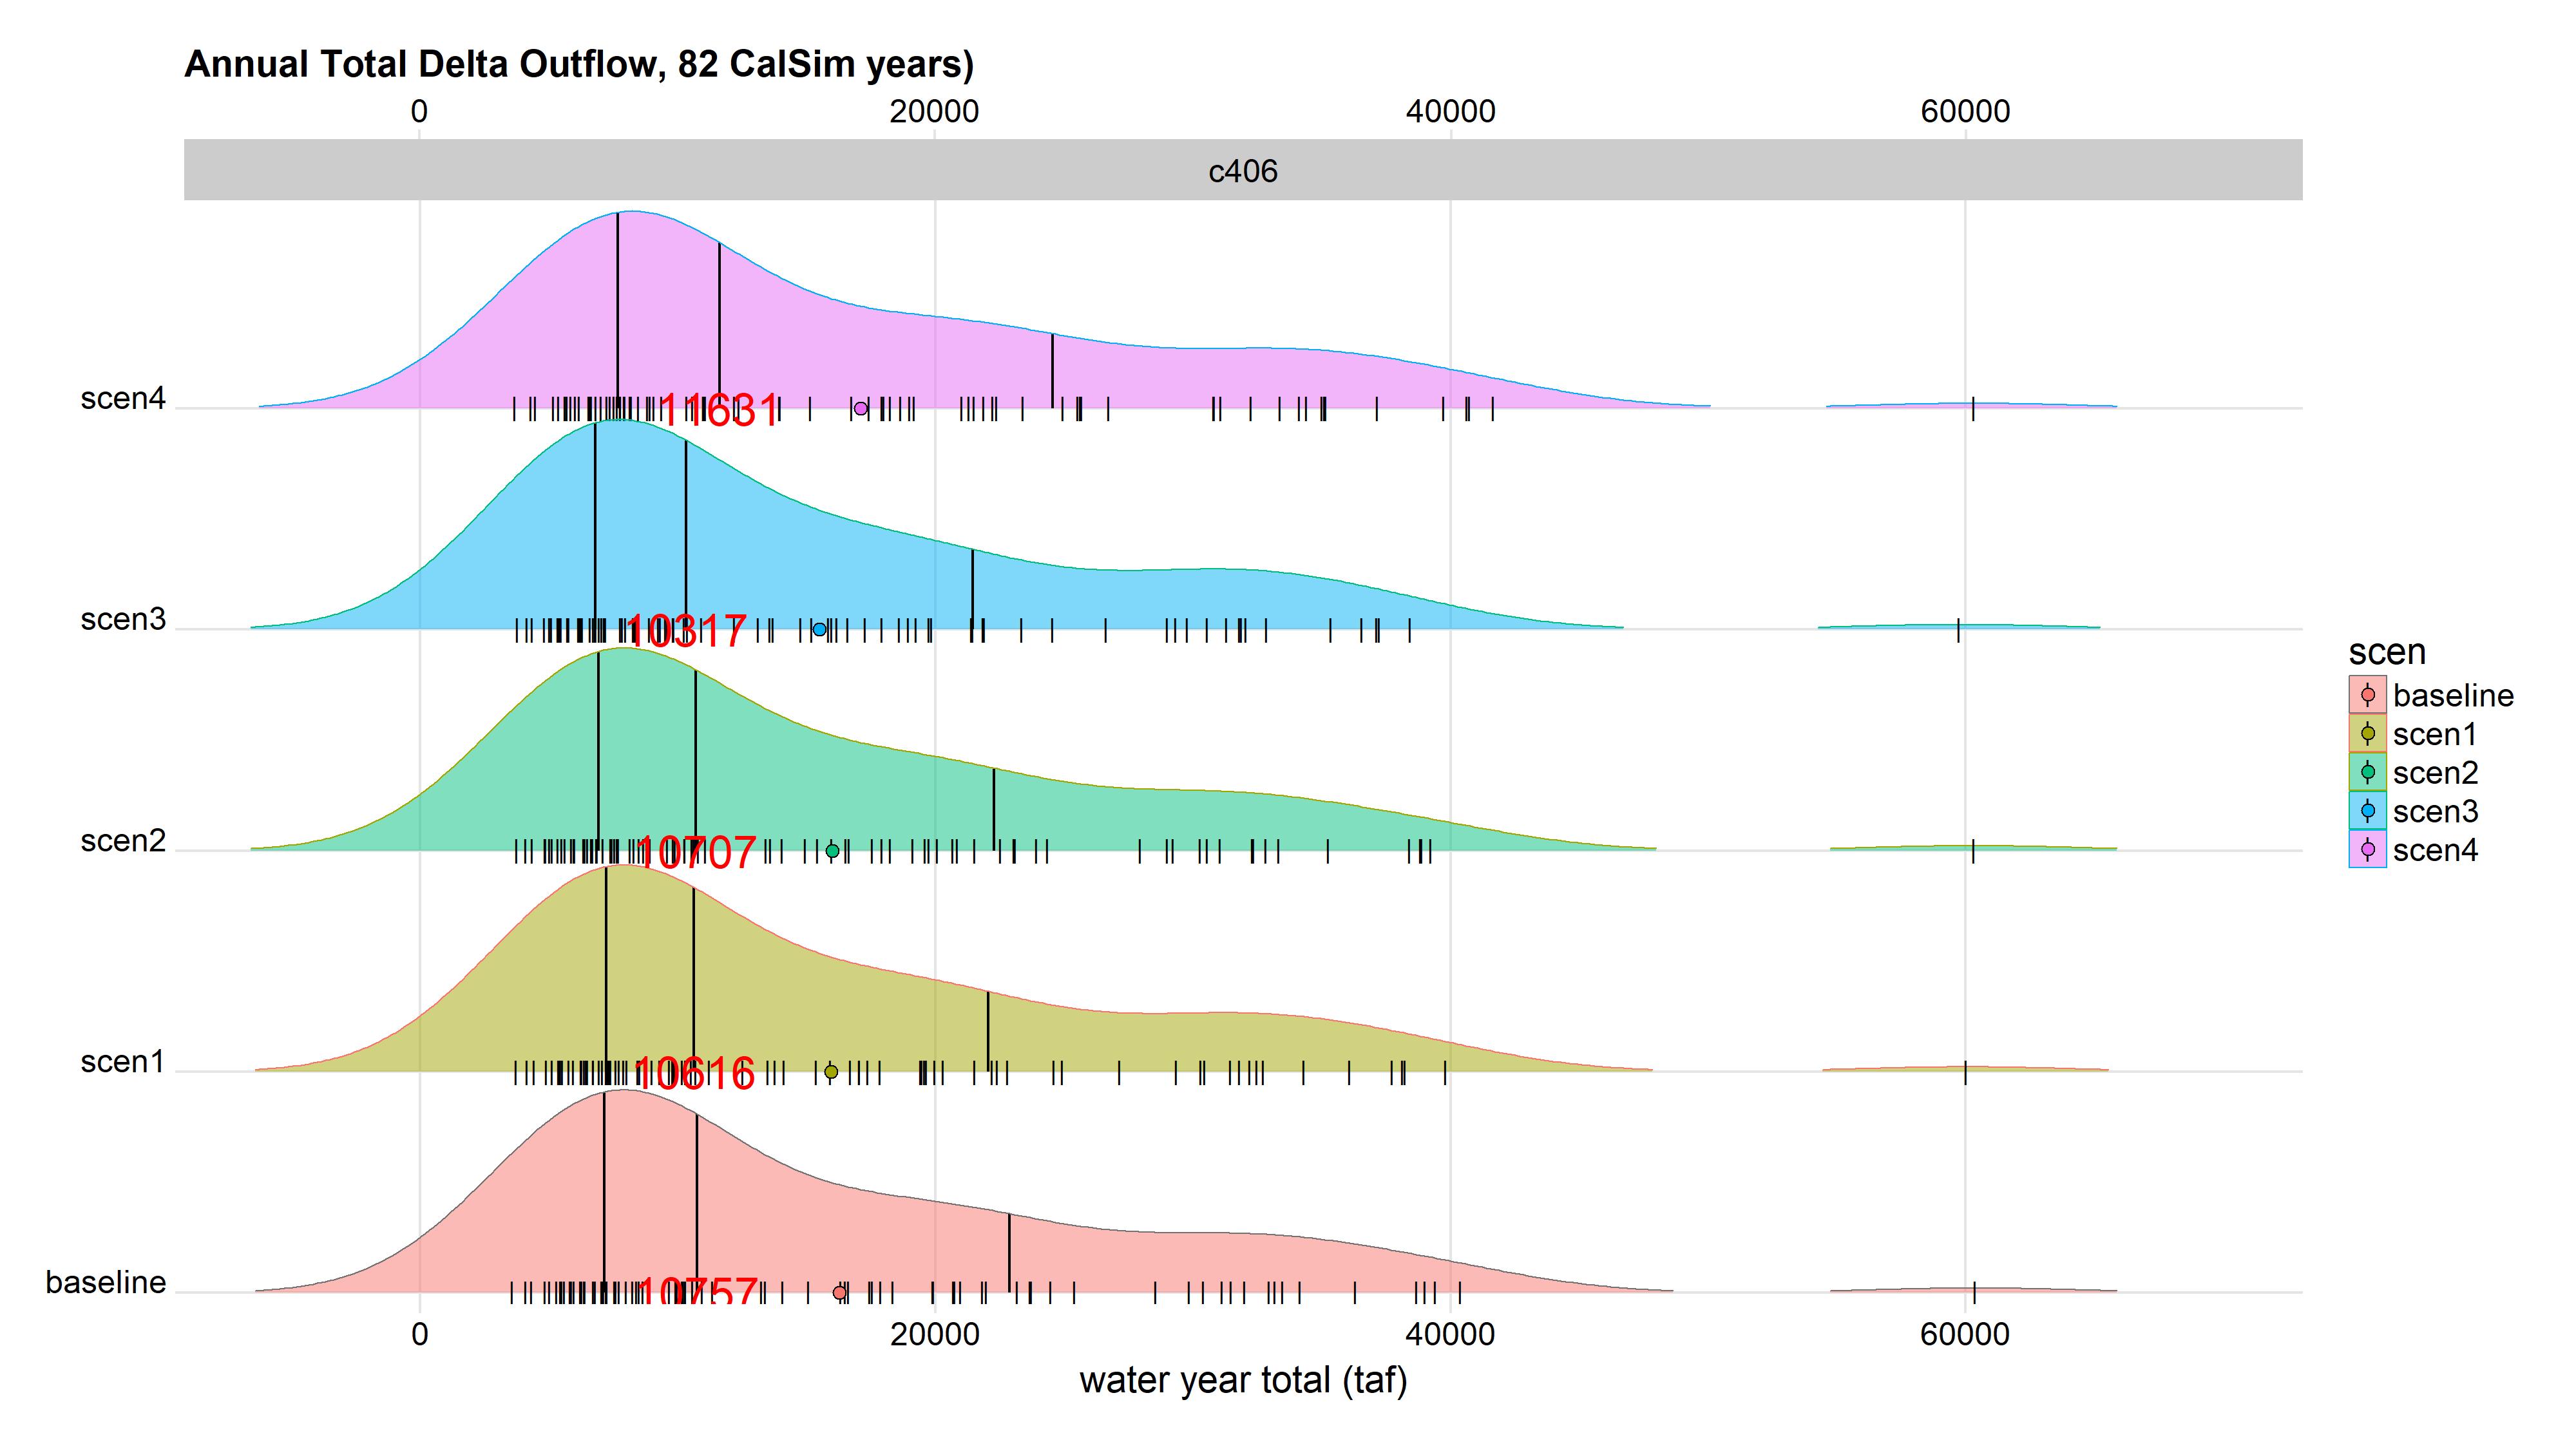 Annual Total Delta Outflow, 82 CalSim years)
0 20000 40000 60000
c406
scen4
11631
scen3
10317
scen2
10707
scen1
10616
baseline
10757
0 20000 40000 60000
water year total (taf)
scen
baseline
scen1
scen2
scen3
scen4